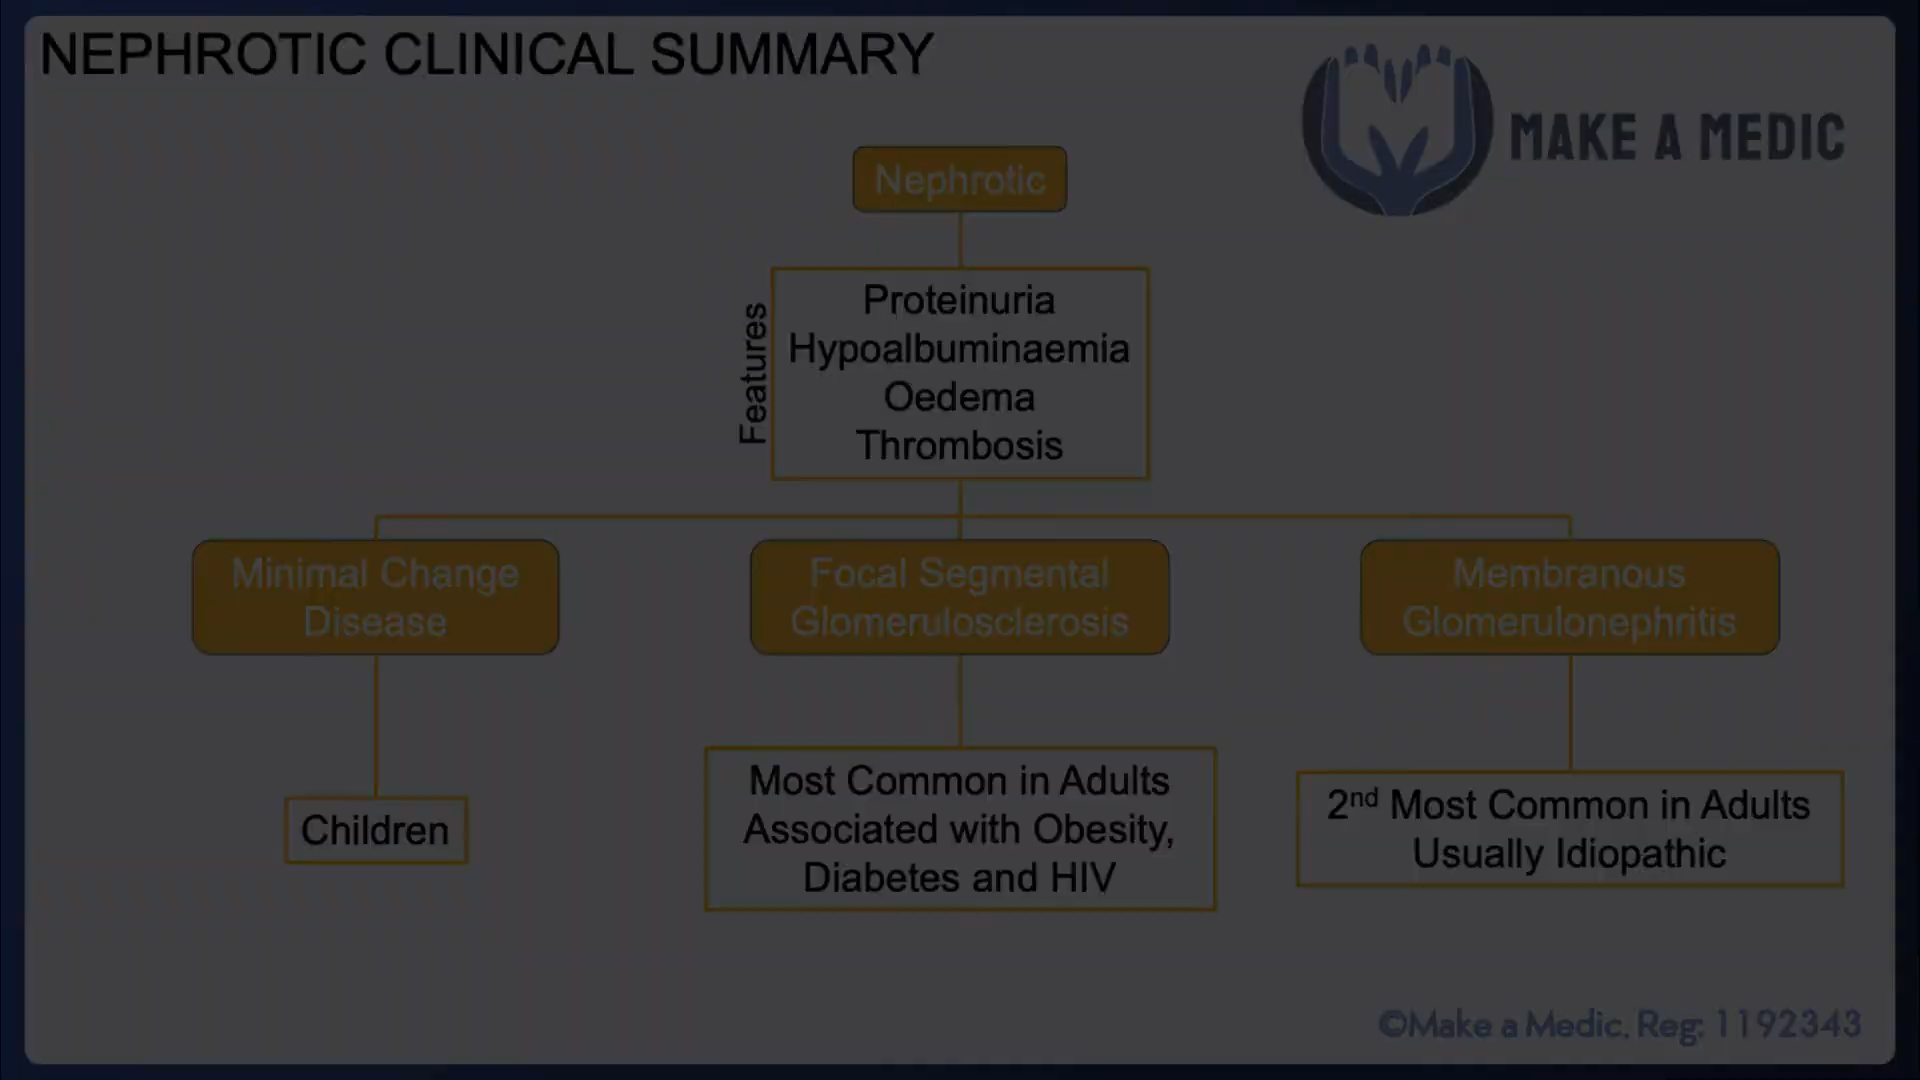 NEPHROTIC CLINICAL SUMMARY
MAKE A MEDIC
Nephrotic
Features
Proteinuria
Hypoalbuminaemia
Oedema
Thrombosis
Minimal Change
Disease
Focal Segmental
Glomerulosclerosis
Membranous
Glomerulonephritis
Children
Most Common in Adults
Associated with Obesity,
Diabetes and HIV
2nd Most Common in Adults
Usually Idiopathic
©Make a Medic. Reg: 1192343